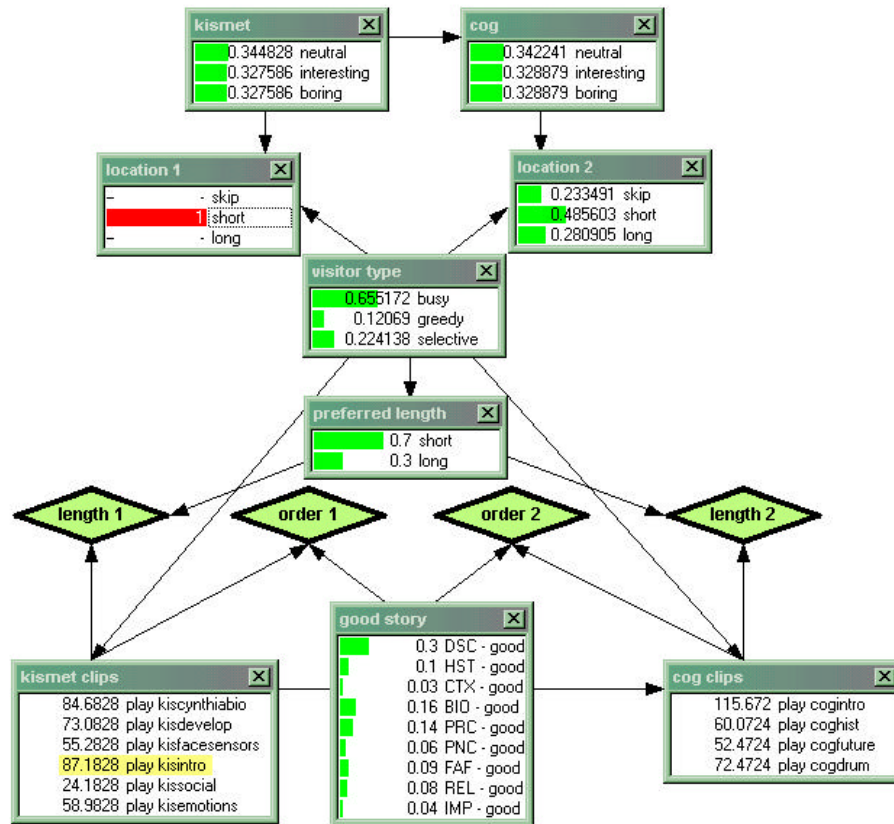 kismet
0.344828 neutral
0.327586 interesting
0.327586 boring
cog
0.342241 neutral
0.328879 interesting
0.328879 boring
location 1
- - skip
1 short
- - long
location 2
0.233491 skip
0.485603 short
0.280905 long
visitor type
0.655172 busy
0.12069 greedy
0.224138 selective
preferred length
0.7 short
0.3 long
length 1
order 1
order 2
length 2
kismet clips
84.6828 play kiscynthiabio
73.0824 play kisdevelop
55.2828 play kisfacesensors
87.1828 play kisintro
24.1828 play kissocial
58.9828 play kisemotions
good story
0.3 DSC - good
0.1 HST - good
0.03 CTX - good
0.16 BIO - good
0.14 PRC - good
0.06 PNC - good
0.09 FAF - good
0.08 REL - good
0.04 IMP - good
cog clips
115.672 play cogintro
60.0724 play coghist
52.4724 play cogfuture
72.4724 play cogdrum